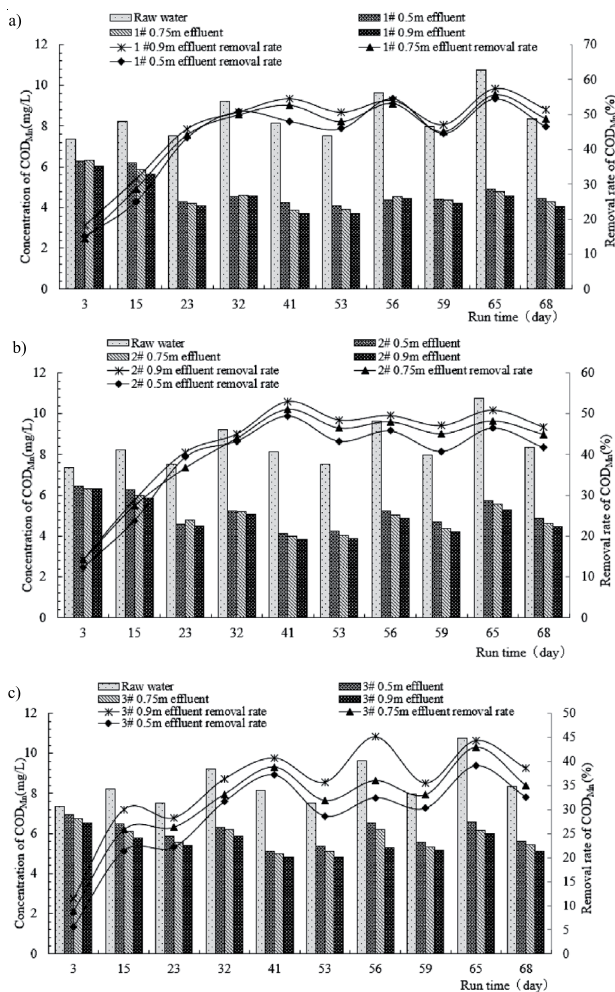 a)
Raw water 1# 0.5m effluent
1# 0.75m effluent 1# 0.9m effluent
1 #0.9m effluent removal rate 1# 0.75m effluent removal rate
1# 0.5m effluent removal rate
Concentration of CODMn(mg/L)
12
10
8
6
4
2
0
Removal rate of CODMn(%)
70
60
50
40
30
20
10
0
3 15 23 32 41 53 56 59 65 68
Run time（day）
b)
Raw water 2# 0.5m effluent
2# 0.75m effluent 2# 0.9m effluent
2# 0.9m effluent removal rate 2# 0.75m effluent removal rate
2# 0.5m effluent removal rate
Concentration of CODMn(mg/L)
12
10
8
6
4
2
0
Removal rate of CODMn(%)
60
50
40
30
20
10
0
3 15 23 32 41 53 56 59 65 68
Run time（day）
c)
Raw water 3# 0.5m effluent
3# 0.75m effluent 3# 0.9m effluent
3# 0.9m effluent removal rate 3# 0.75m effluent removal rate
3# 0.5m effluent removal rate
Concentration of CODMn(mg/L)
12
10
8
6
4
2
0
Removal rate of CODMn(%)
50
45
40
35
30
25
20
15
10
5
0
3 15 23 32 41 53 56 59 65 68
Run time（day）